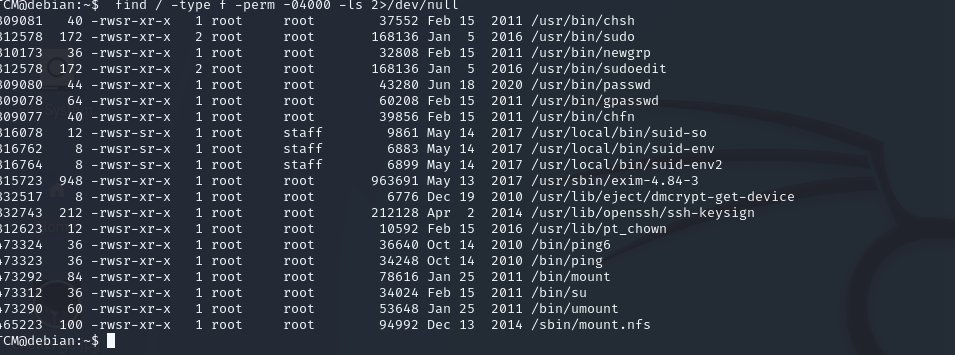 TCM@debian:~$  find / -type f -perm -04000 -ls 2>/dev/null
809081   40 -rwsr-xr-x   1 root     root        37552 Feb 15  2011 /usr/bin/chsh
812578  172 -rwsr-xr-x   2 root     root       168136 Jan  5  2016 /usr/bin/sudo
810173   36 -rwsr-xr-x   1 root     root        32808 Feb 15  2011 /usr/bin/newgrp
812578  172 -rwsr-xr-x   2 root     root       168136 Jan  5  2016 /usr/bin/sudoedit
809080   44 -rwsr-xr-x   1 root     root        43280 Jun 18  2020 /usr/bin/passwd
809078   64 -rwsr-xr-x   1 root     root        60208 Feb 15  2011 /usr/bin/gpasswd
809077   40 -rwsr-xr-x   1 root     root        39856 Feb 15  2011 /usr/bin/chfn
816078   12 -rwsr-sr-x   1 root     staff        9861 May 14  2017 /usr/local/bin/suid-so
816762    8 -rwsr-sr-x   1 root     staff        6883 May 14  2017 /usr/local/bin/suid-env
816764    8 -rwsr-sr-x   1 root     staff        6899 May 14  2017 /usr/local/bin/suid-env2
815723  948 -rwsr-xr-x   1 root     root       963691 May 13  2017 /usr/sbin/exim-4.84-3
832517    8 -rwsr-xr-x   1 root     root         6776 Dec 19  2010 /usr/lib/eject/dmcrypt-get-device
832743  212 -rwsr-xr-x   1 root     root       212128 Apr  2  2014 /usr/lib/openssh/ssh-keysign
812623   12 -rwsr-xr-x   1 root     root        10592 Feb 15  2016 /usr/lib/pt_chown
473324   36 -rwsr-xr-x   1 root     root        36640 Oct 14  2010 /bin/ping6
473323   36 -rwsr-xr-x   1 root     root        34248 Oct 14  2010 /bin/ping
473292   84 -rwsr-xr-x   1 root     root        78616 Jan 25  2011 /bin/mount
473312   36 -rwsr-xr-x   1 root     root        34024 Feb 15  2011 /bin/su
473290   60 -rwsr-xr-x   1 root     root        53648 Jan 25  2011 /bin/umount
465223  100 -rwsr-xr-x   1 root     root        94992 Dec 13  2014 /sbin/mount.nfs
TCM@debian:~$